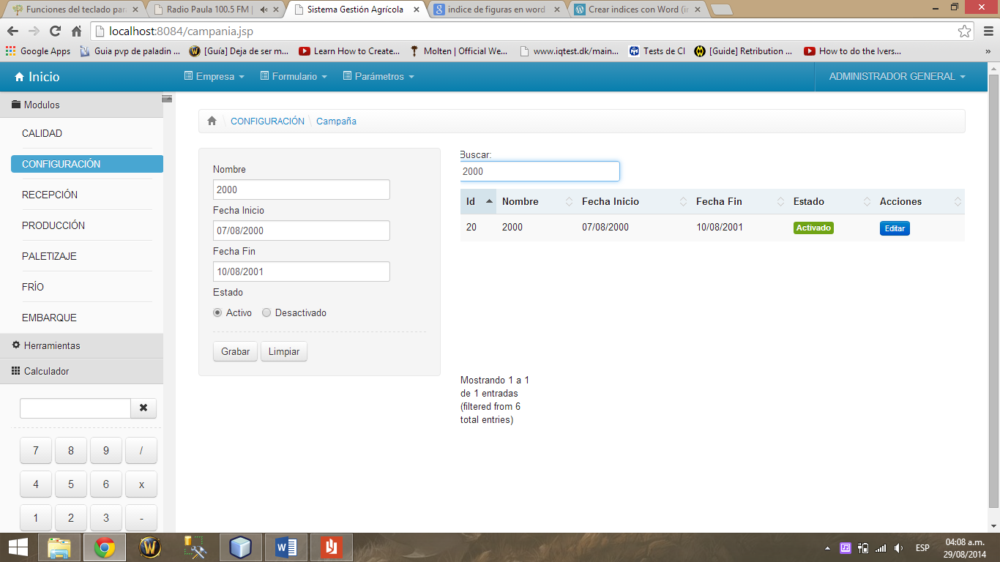 Funciones del teclado par
Radio Paula 100.5 FM |
Sistema Gestión Agrícola
indice de figuras en word
Crear indices con Word (in
localhost:8084/campania.jsp
Google Apps
Guia pvp de paladin ...
[Guía] Deja de ser m...
Learn How to Create...
Molten | Official We...
www.iqtest.dk/main...
Tests de CI
[Guide] Retribution ...
How to do the Ivers...
»
Inicio
Empresa
Formulario
Parámetros
ADMINISTRADOR GENERAL
Modulos
CALIDAD
CONFIGURACIÓN
RECEPCIÓN
PRODUCCIÓN
PALETIZAJE
FRÍO
EMBARQUE
Herramientas
Calculador
7 8 9 /
4 5 6 x
1 2 3 -
CONFIGURACIÓN \ Campaña
Nombre
2000
Fecha Inicio
07/08/2000
Fecha Fin
10/08/2001
Estado
Activo Desactivado
Grabar Limpiar
Buscar:
2000
Id Nombre Fecha Inicio Fecha Fin Estado Acciones
20 2000 07/08/2000 10/08/2001 Activado Editar
Mostrando 1 a 1
de 1 entradas
(filtered from 6
total entries)
ESP
04:08 a.m.
29/08/2014